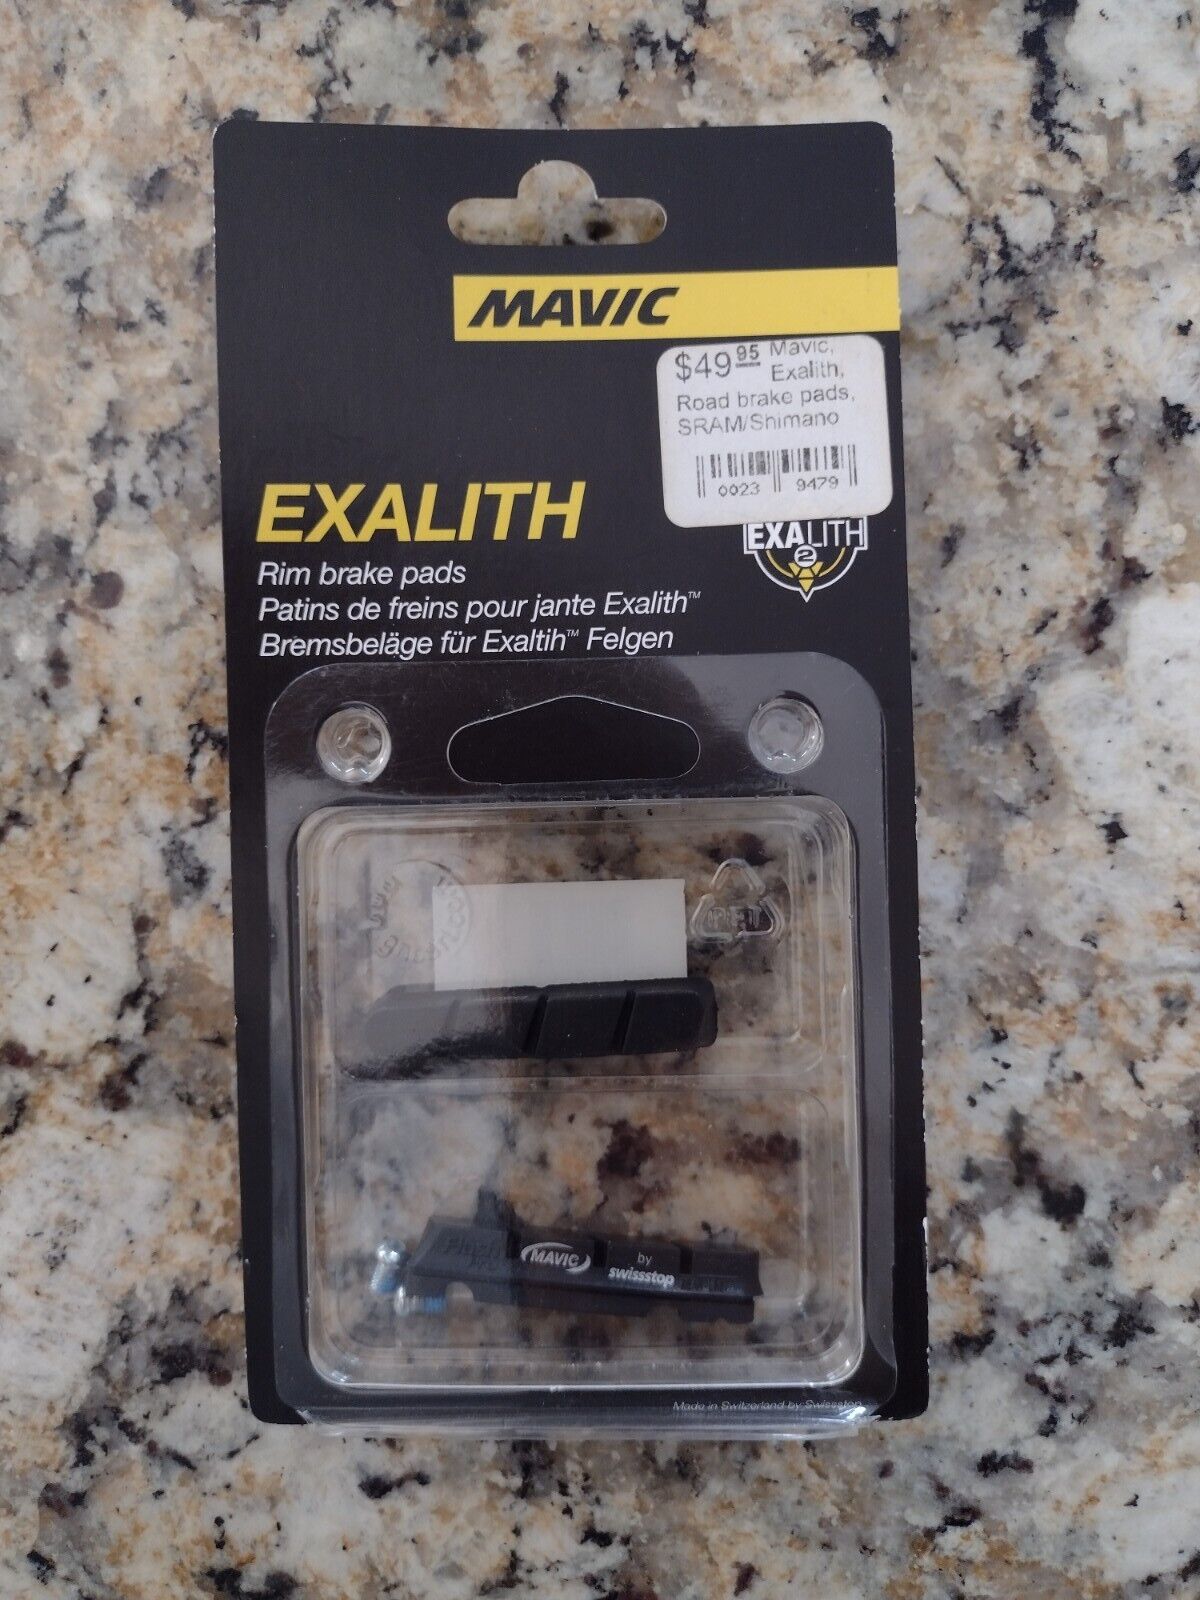 MAVIC
$49 95 Mavic,
Exalith,
Road brake pads,
SRAM/Shimano
0023 9479
EXALITH
2
EXALITH
Rim brake pads
Patins de freins pour jante Exalith™
Bremsbeläge für Exaltih™ Felgen
MAVIC by
swissstop
Made in Switzerland by Swissstop